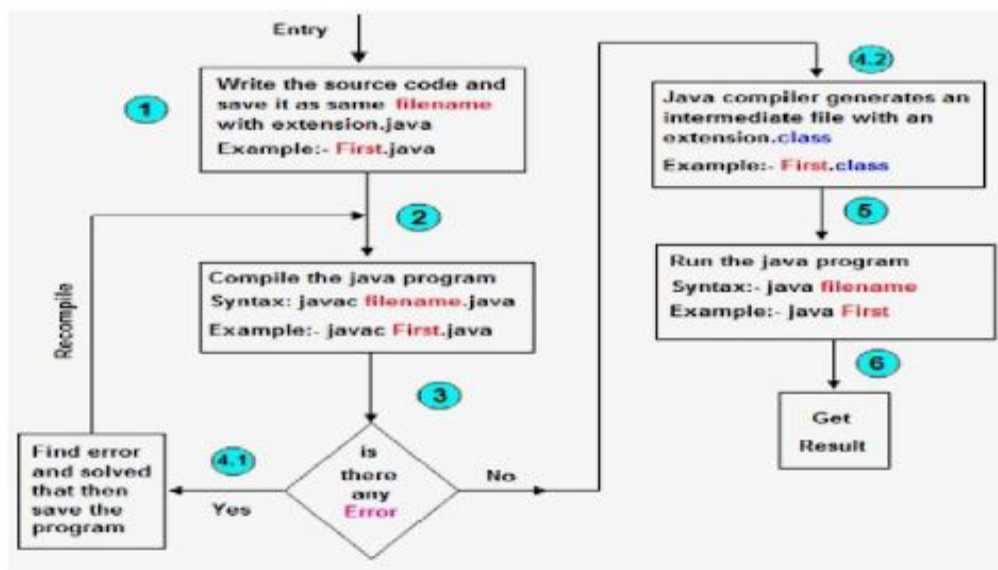 Entry
1
Write the source code and
save it as same filename
with extension.java
Example:- First.java
2
Compile the java program
Syntax: javac filename.java
Example:- javac First.java
Recompile
3
is
there
any
Error
4.1
Yes
Find error
and solved
that then
save the
program
No
4.2
Java compiler generates an
intermediate file with an
extension.class
Example:- First.class
5
Run the java program
Syntax:- java filename
Example:- java First
6
Get
Result